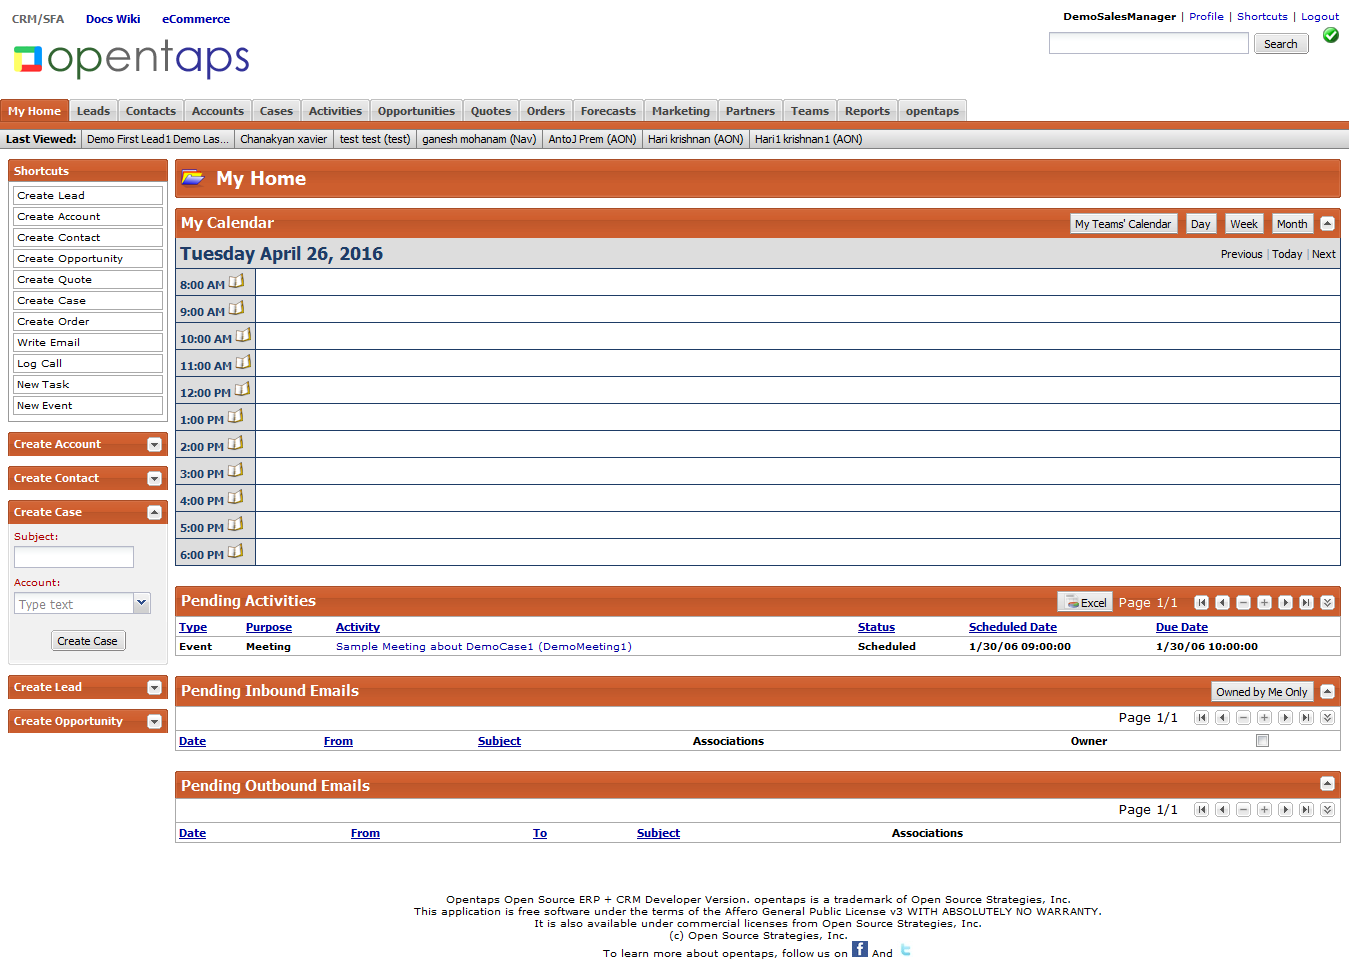 CRM/SFA Docs Wiki eCommerce
DemoSalesManager | Profile | Shortcuts | Logout
opentaps
Search
My Home Leads Contacts Accounts Cases Activities Opportunities Quotes Orders Forecasts Marketing Partners Teams Reports opentaps
Last Viewed: Demo First Lead1 Demo Las... Chanakyan xavier test test (test) ganesh mohanam (Nav) AntoJ Prem (AON) Hari krishnan (AON) Hari1 krishnan1 (AON)
Shortcuts
Create Lead
Create Account
Create Contact
Create Opportunity
Create Quote
Create Case
Create Order
Write Email
Log Call
New Task
New Event
Create Account
Create Contact
Create Case
Subject:
Account:
Type text
Create Case
Create Lead
Create Opportunity
My Home
My Calendar My Teams' Calendar Day Week Month
Tuesday April 26, 2016 Previous | Today | Next
8:00 AM
9:00 AM
10:00 AM
11:00 AM
12:00 PM
1:00 PM
2:00 PM
3:00 PM
4:00 PM
5:00 PM
6:00 PM
Pending Activities Excel Page 1/1
Type Purpose Activity Status Scheduled Date Due Date
Event Meeting Sample Meeting about DemoCase1 (DemoMeeting1) Scheduled 1/30/06 09:00:00 1/30/06 10:00:00
Pending Inbound Emails Owned by Me Only
Page 1/1
Date From Subject Associations Owner
Pending Outbound Emails
Page 1/1
Date From To Subject Associations
Opentaps Open Source ERP + CRM Developer Version. opentaps is a trademark of Open Source Strategies, Inc.
This application is free software under the terms of the Affero General Public License v3 WITH ABSOLUTELY NO WARRANTY.
It is also available under commercial licenses from Open Source Strategies, Inc.
(c) Open Source Strategies, Inc.
To learn more about opentaps, follow us on f And t